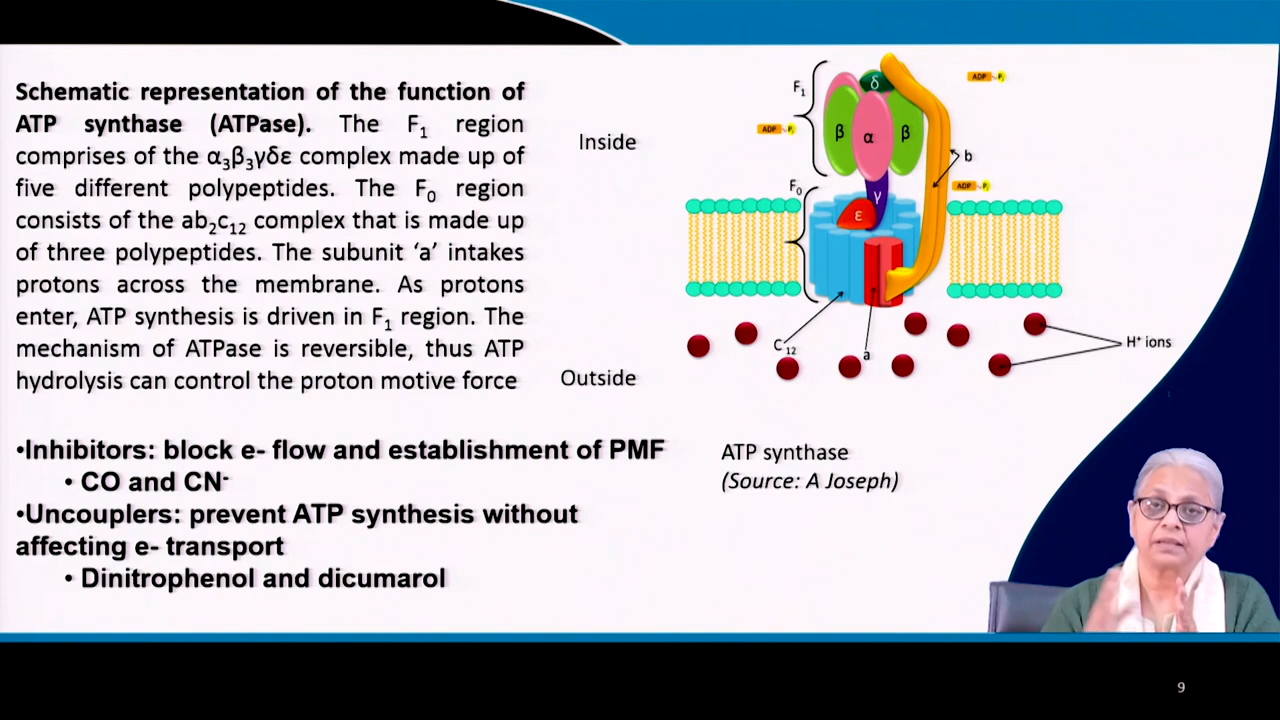 Schematic representation of the function of
ATP synthase (ATPase). The F₁ region
comprises of the α₃β₃γδε complex made up of
five different polypeptides. The F₀ region
consists of the ab₂c₁₂ complex that is made up
of three polypeptides. The subunit ‘a’ intakes
protons across the membrane. As protons
enter, ATP synthesis is driven in F₁ region. The
mechanism of ATPase is reversible, thus ATP
hydrolysis can control the proton motive force
•Inhibitors: block e- flow and establishment of PMF
• CO and CN⁻
•Uncouplers: prevent ATP synthesis without
affecting e- transport
• Dinitrophenol and dicumarol
Inside
Outside
F₁
F₀
δ
β
α
β
γ
ε
b
ADP Pᵢ
ADP Pᵢ
ADP Pᵢ
C₁₂
a
H⁺ ions
ATP synthase
(Source: A Joseph)
9